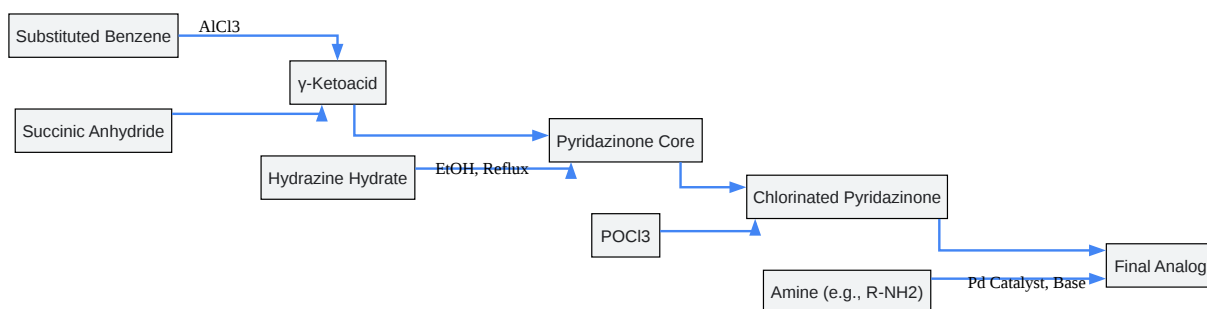 Substituted Benzene
AlCl3
γ-Ketoacid
Succinic Anhydride
Pyridazinone Core
Hydrazine Hydrate
EtOH, Reflux
Chlorinated Pyridazinone
POCl3
Final Analog
Amine (e.g., R-NH2)
Pd Catalyst, Base